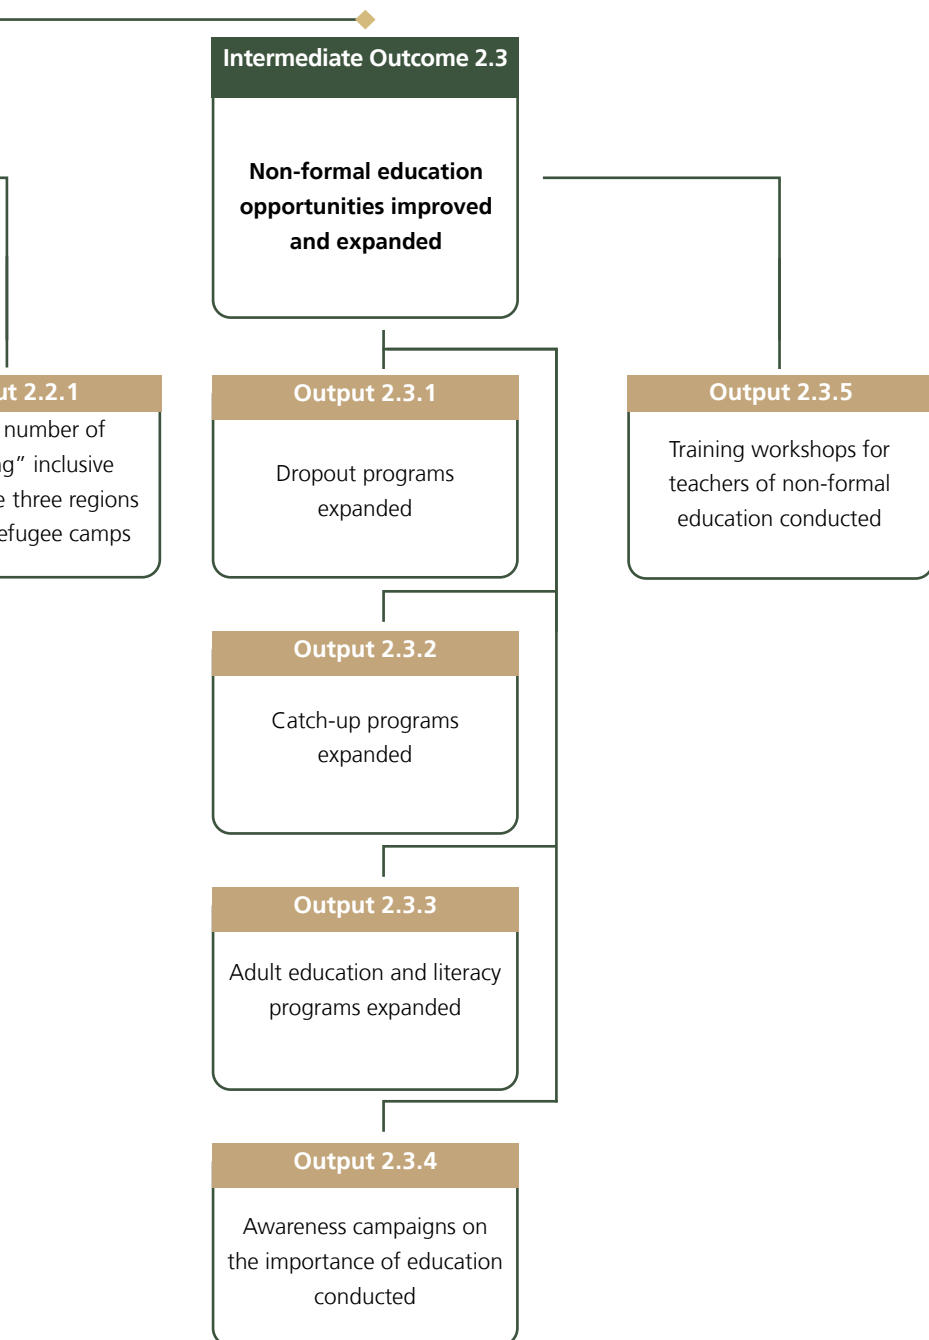 Intermediate Outcome 2.3
Non-formal education
opportunities improved
and expanded
2.2.1
number of
inclusive
three regions
camps
Output 2.3.1
Dropout programs
expanded
Output 2.3.5
Training workshops for
teachers of non-formal
education conducted
Output 2.3.2
Catch-up programs
expanded
Output 2.3.3
Adult education and literacy
programs expanded
Output 2.3.4
Awareness campaigns on
the importance of education
conducted